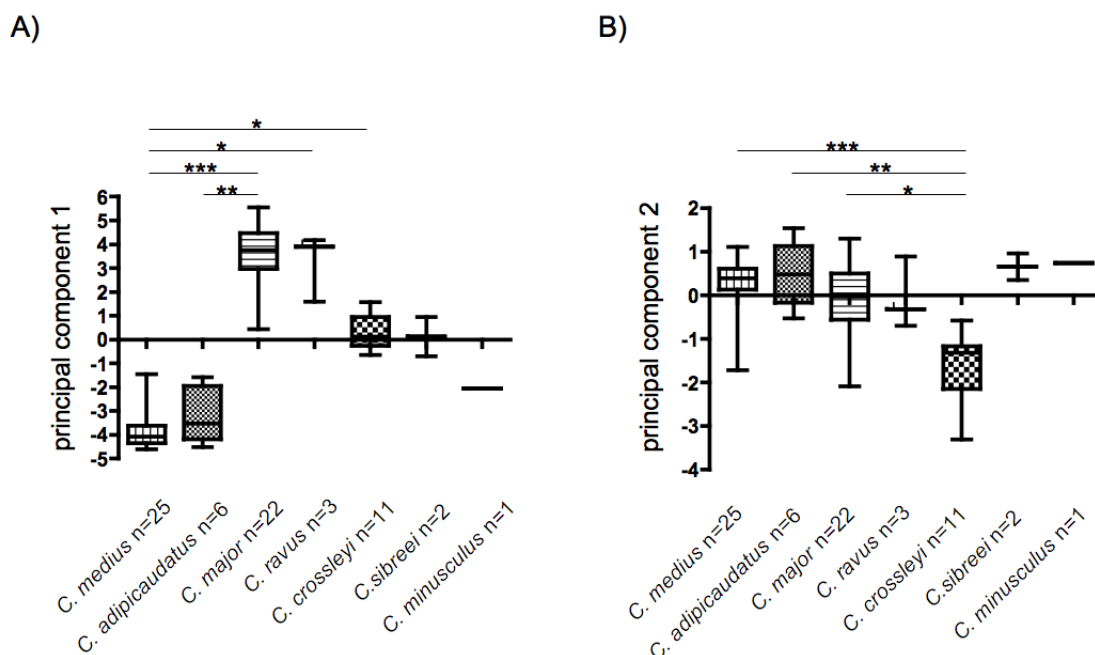 A)
B)
*
*
***
**
principal component 1
6
5
4
3
2
1
0
-1
-2
-3
-4
-5
C. medius n=25
C. adipicaudatus n=6
C. major n=22
C. ravus n=3
C. crossleyi n=11
C.sibreei n=2
C. minusculus n=1
***
**
*
principal component 2
2
1
0
-1
-2
-3
-4
C. medius n=25
C. adipicaudatus n=6
C. major n=22
C. ravus n=3
C. crossleyi n=11
C.sibreei n=2
C. minusculus n=1